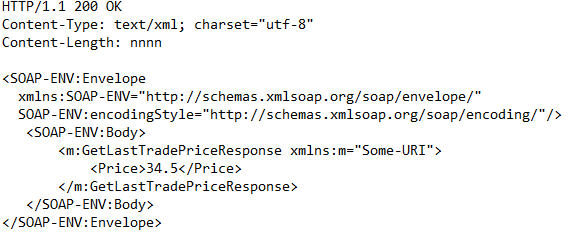 HTTP/1.1 200 OK
Content-Type: text/xml; charset="utf-8"
Content-Length: nnnn

<SOAP-ENV:Envelope
  xmlns:SOAP-ENV="http://schemas.xmlsoap.org/soap/envelope/"
  SOAP-ENV:encodingStyle="http://schemas.xmlsoap.org/soap/encoding/"/>
   <SOAP-ENV:Body>
       <m:GetLastTradePriceResponse xmlns:m="Some-URI">
           <Price>34.5</Price>
       </m:GetLastTradePriceResponse>
   </SOAP-ENV:Body>
</SOAP-ENV:Envelope>